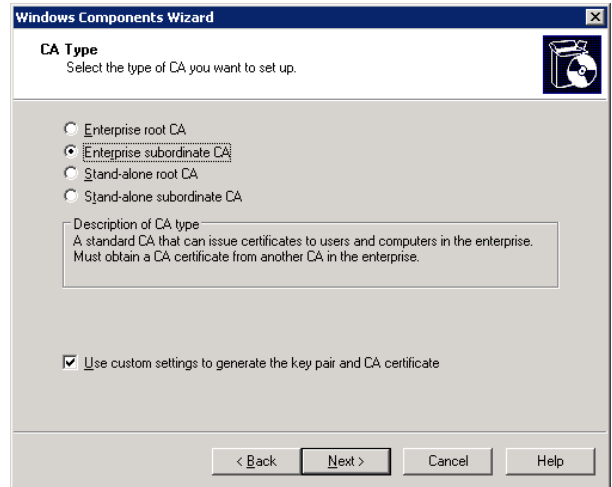 Windows Components Wizard
CA Type
Select the type of CA you want to set up.
Enterprise root CA
Enterprise subordinate CA
Stand-alone root CA
Stand-alone subordinate CA
Description of CA type
A standard CA that can issue certificates to users and computers in the enterprise.
Must obtain a CA certificate from another CA in the enterprise.
Use custom settings to generate the key pair and CA certificate
< Back Next > Cancel Help